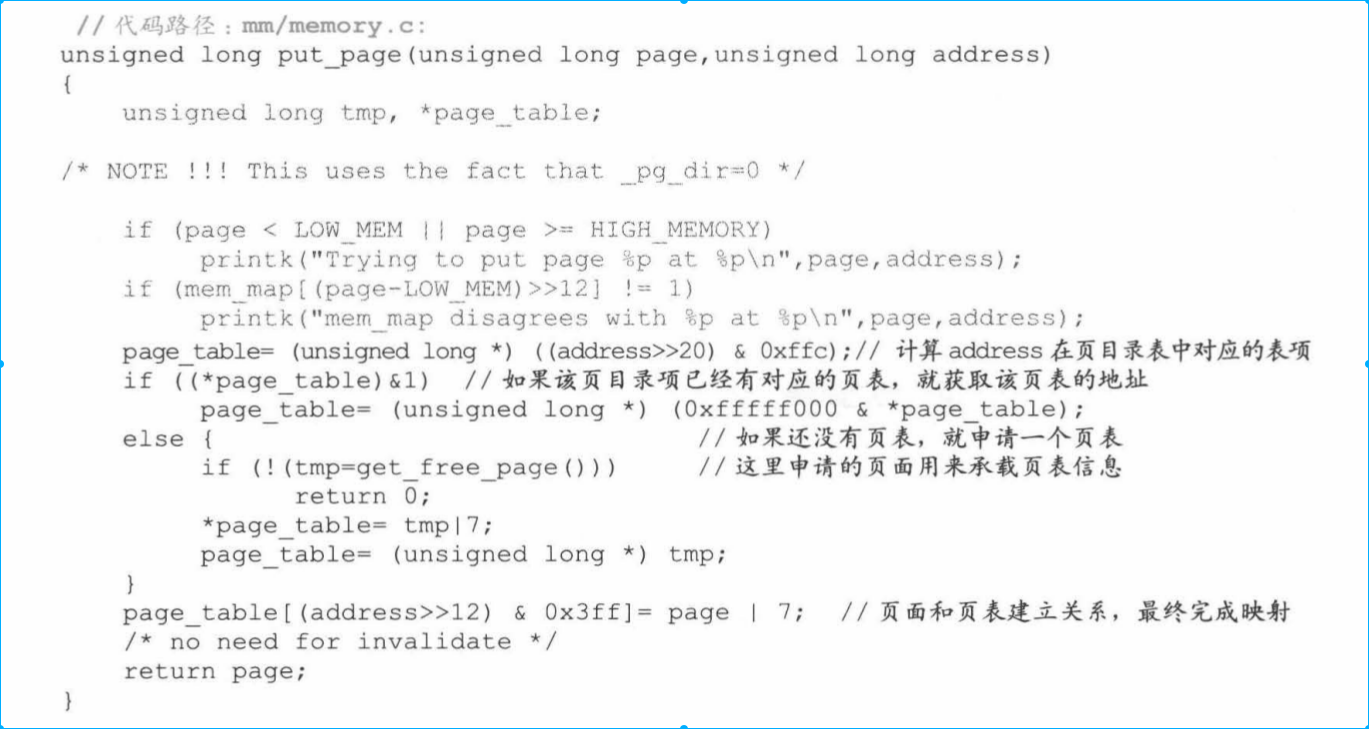 // 代码路径：mm/memory.c:
unsigned long put_page(unsigned long page,unsigned long address)
{
unsigned long tmp, *page_table;
/* NOTE !!! This uses the fact that _pg_dir=0 */
if (page < LOW_MEM || page >= HIGH_MEMORY)
printk("Trying to put page %p at %p\n",page,address);
if (mem_map[(page-LOW_MEM)>>12] != 1)
printk("mem_map disagrees with %p at %p\n",page,address);
page_table= (unsigned long *) ((address>>20) & 0xffc);// 计算 address 在页目录表中对应的表项
if ((*page_table)&1) // 如果该页目录项已经有对应的页表，就获取该页表的地址
page_table= (unsigned long *) (0xfffff000 & *page_table);
else { // 如果还没有页表，就申请一个页表
if (!(tmp=get_free_page())) // 这里申请的页面用来承载页表信息
return 0;
*page_table= tmp|7;
page_table= (unsigned long *) tmp;
}
page_table[(address>>12) & 0x3ff]= page | 7; // 页面和页表建立关系，最终完成映射
/* no need for invalidate */
return page;
}